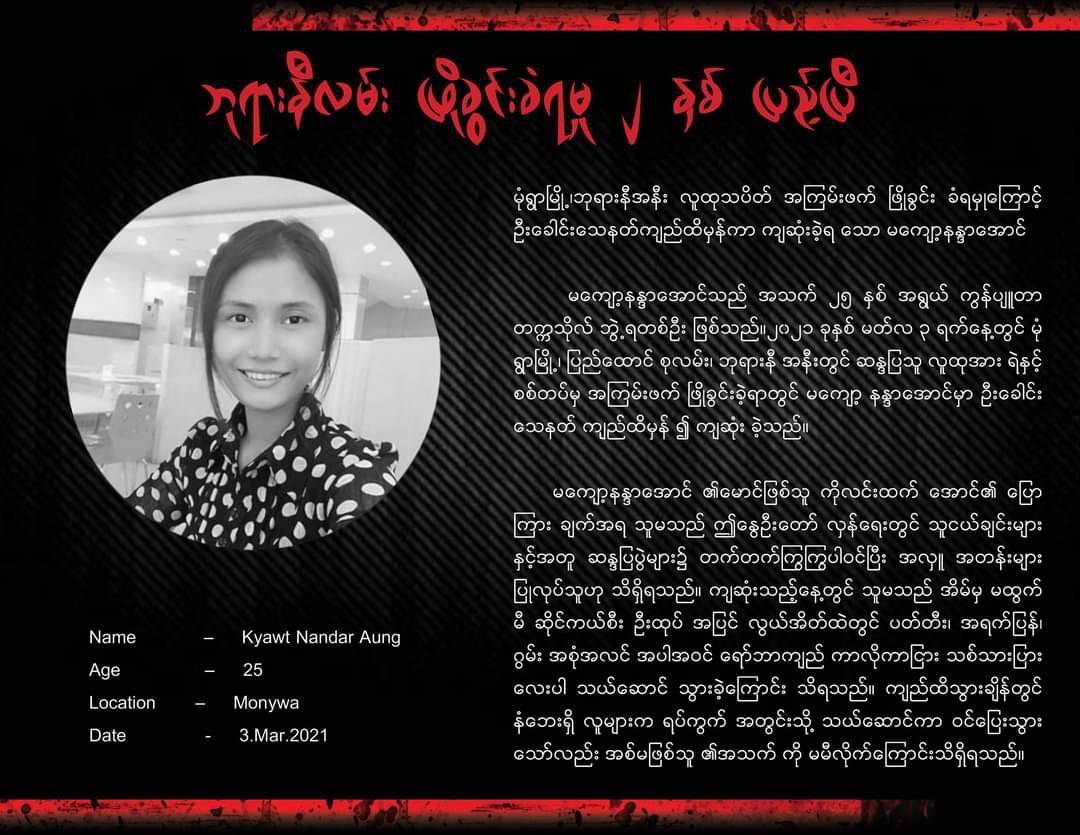 ဘုရားနီလမ်း ဖြိုခွင်းခံရမှု ၂ နှစ် ပြည့်ပြီ
မုံရွာမြို့၊ဘုရားနီအနီး လူထုသပိတ် အကြမ်းဖက် ဖြိုခွင်း ခံရမှုကြောင့်
ဦးခေါင်းသေနတ်ကျည်ထိမှန်ကာ ကျဆုံးခဲ့ရ သော မကျော့နန္ဒာအောင်
မကျော့နန္ဒာအောင်သည် အသက် ၂၅ နှစ် အရွယ် ကွန်ပျူတာ
တက္ကသိုလ် ဘွဲ့ရတစ်ဦး ဖြစ်သည်။၂၀၂၁ ခုနှစ် မတ်လ ၃ ရက်နေ့တွင် မုံ
ရွာမြို့၊ ပြည်ထောင် စုလမ်း၊ ဘုရားနီ အနီးတွင် ဆန္ဒပြသူ လူထုအား ရဲနှင့်
စစ်တပ်မှ အကြမ်းဖက် ဖြိုခွင်းခဲ့ရာတွင် မကျော့ နန္ဒာအောင်မှာ ဦးခေါင်း
သေနတ် ကျည်ထိမှန် ၍ ကျဆုံး ခဲ့သည်။
မကျော့နန္ဒာအောင် ၏မောင်ဖြစ်သူ ကိုလင်းထက် အောင်၏ ပြော
ကြား ချက်အရ သူမသည် ဤနွေဦးတော် လှန်ရေးတွင် သူငယ်ချင်းများ
နှင့်အတူ ဆန္ဒပြပွဲများ၌ တက်တက်ကြွကြွပါဝင်ပြီး အလှူ အတန်းများ
ပြုလုပ်သူဟု သိရှိရသည်။ ကျဆုံးသည့်နေ့တွင် သူမသည် အိမ်မှ မထွက်
မီ ဆိုင်ကယ်စီး ဦးထုပ် အပြင် လွယ်အိတ်ထဲတွင် ပတ်တီး၊ အရက်ပြန်၊
ဂွမ်း အစုံအလင် အပါအဝင် ရော်ဘာကျည် ကာလိုကာငြား သစ်သားပြား
လေးပါ သယ်ဆောင် သွားခဲ့ကြောင်း သိရသည်။ ကျည်ထိသွားချိန်တွင်
နံဘေးရှိ လူများက ရပ်ကွက် အတွင်းသို့ သယ်ဆောင်ကာ ဝင်ပြေးသွား
သော်လည်း အစ်မဖြစ်သူ ၏အသက် ကို မမီလိုက်ကြောင်းသိရှိရသည်။
Name – Kyawt Nandar Aung
Age – 25
Location – Monywa
Date - 3.Mar.2021